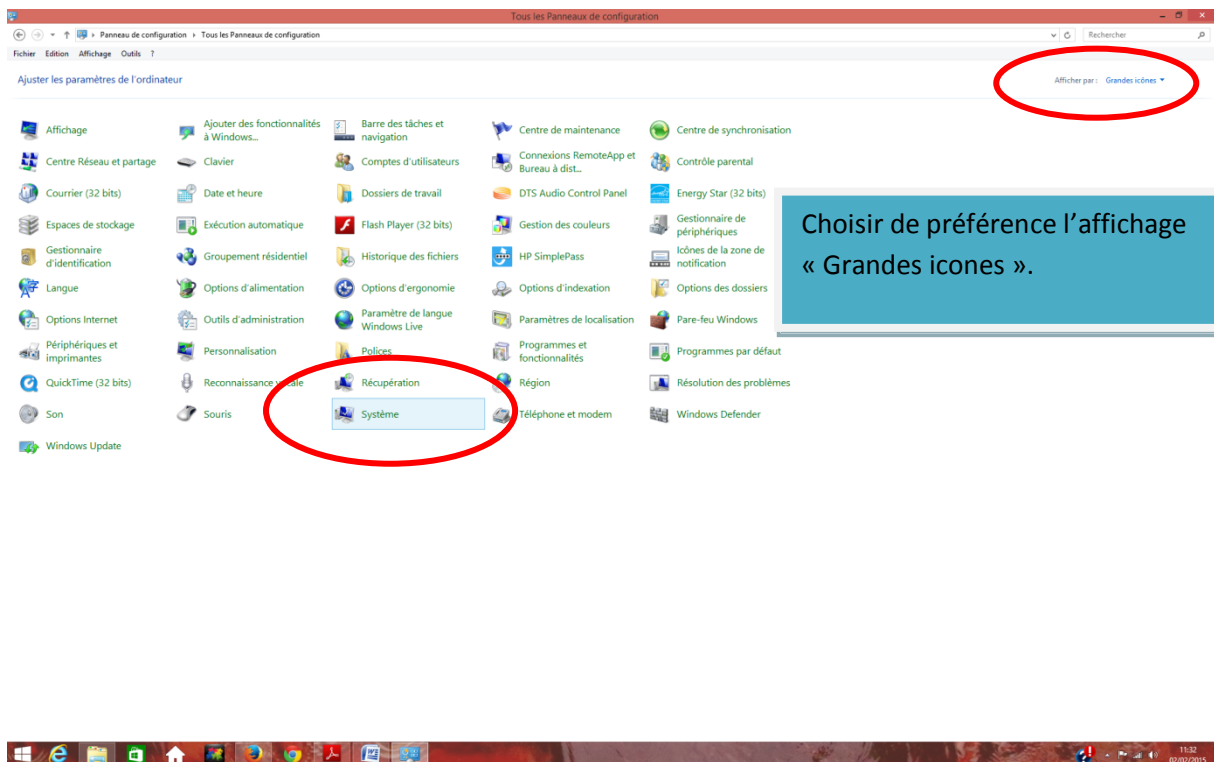 Tous les Panneaux de configuration
Panneau de configuration Tous les Panneaux de configuration
Rechercher
Fichier Edition Affichage Outils ?
Ajuster les paramètres de l'ordinateur
Afficher par : Grandes icônes
Affichage
Ajouter des fonctionnalités
à Windows...
Barre des tâches et
navigation
Centre de maintenance
Centre de synchronisation
Centre Réseau et partage
Clavier
Comptes d'utilisateurs
Connexions RemoteApp et
Bureau à dist...
Contrôle parental
Courrier (32 bits)
Date et heure
Dossiers de travail
DTS Audio Control Panel
Energy Star (32 bits)
Espaces de stockage
Exécution automatique
Flash Player (32 bits)
Gestion des couleurs
Gestionnaire de
périphériques
Gestionnaire
d'identification
Groupement résidentiel
Historique des fichiers
HP SimplePass
Icônes de la zone de
notification
Langue
Options d'alimentation
Options d'ergonomie
Options d'indexation
Options des dossiers
Options Internet
Outils d'administration
Paramètre de langue
Windows Live
Paramètres de localisation
Pare-feu Windows
Périphériques et
imprimantes
Personnalisation
Polices
Programmes et
fonctionnalités
Programmes par défaut
QuickTime (32 bits)
Reconnaissance vocale
Récupération
Région
Résolution des problèmes
Son
Souris
Système
Téléphone et modem
Windows Defender
Windows Update
Choisir de préférence l'affichage
« Grandes icones ».
11:32
02/02/2015